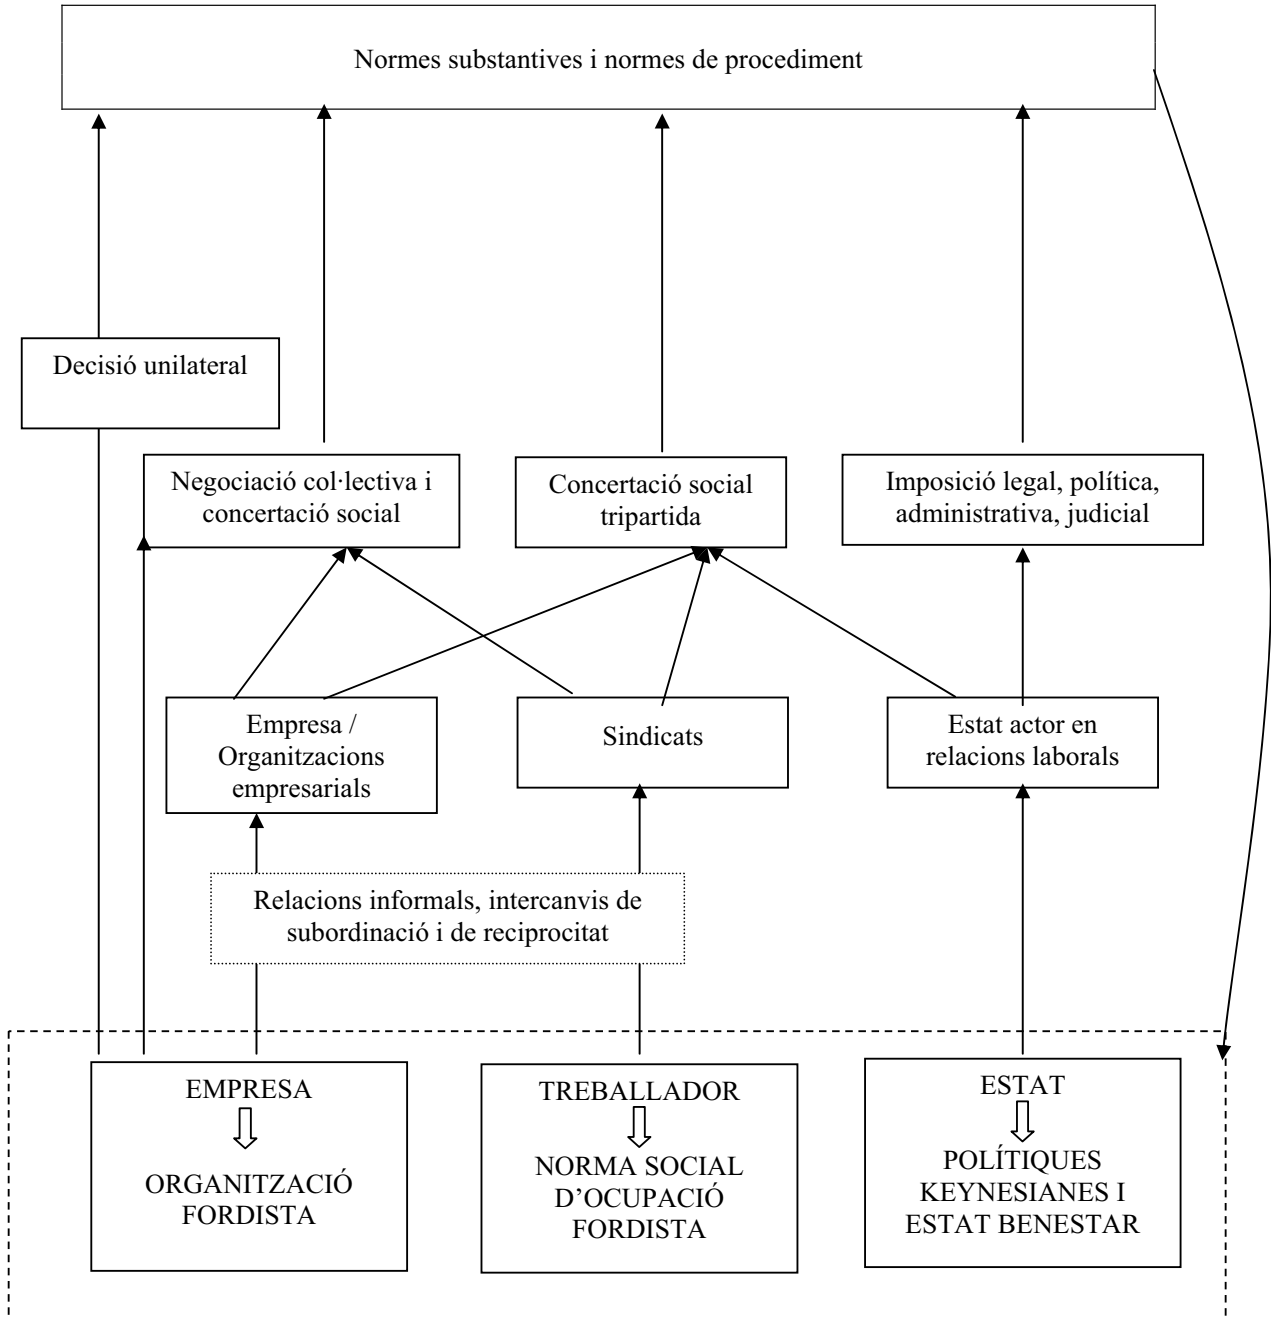 Normes substantives i normes de procediment
Decisió unilateral
Negociació col·lectiva i
concertació social
Concertació social
tripartida
Imposició legal, política,
administrativa, judicial
Empresa /
Organitzacions
empresarials
Sindicats
Estat actor en
relacions laborals
Relacions informals, intercanvis de
subordinació i de reciprocitat
EMPRESA
ORGANITZACIÓ
FORDISTA
TREBALLADOR
NORMA SOCIAL
D’OCUPACIÓ
FORDISTA
ESTAT
POLÍTIQUES
KEYNESIANES I
ESTAT BENESTAR